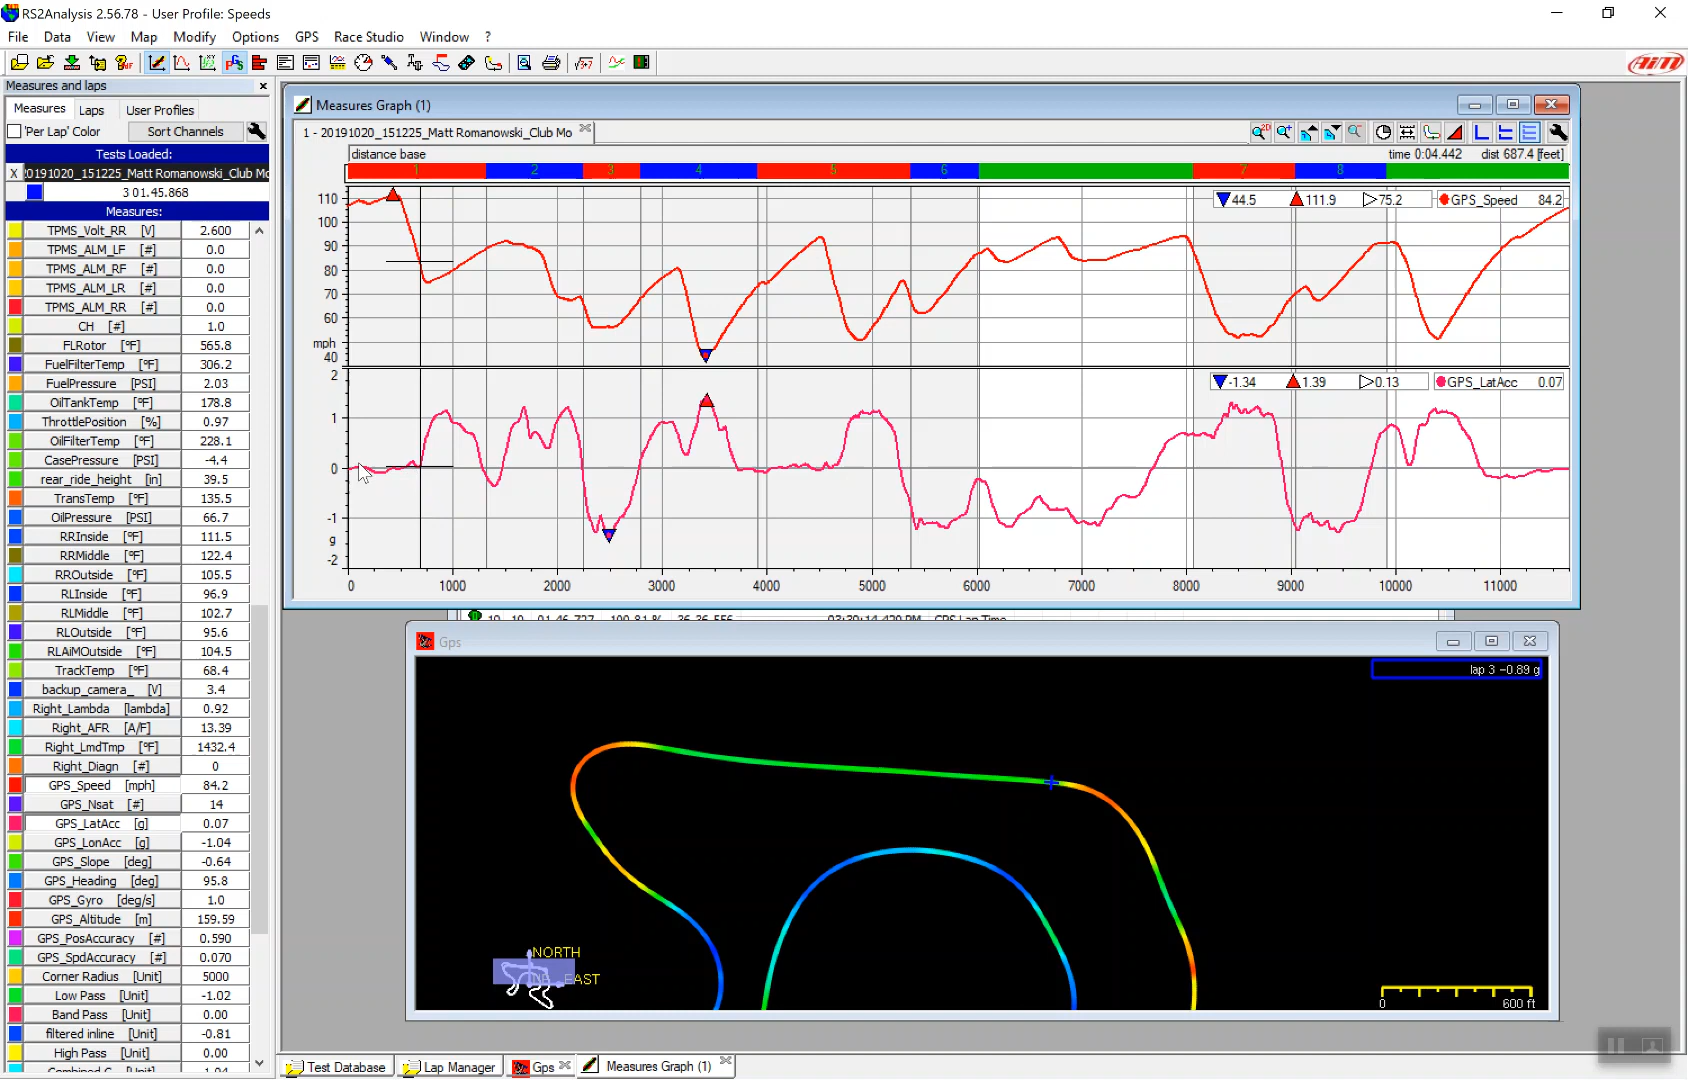 RS2Analysis 2.56.78 - User Profile: Speeds
File Data View Map Modify Options GPS Race Studio Window ?
AiM
Measures and laps
Measures Laps User Profiles
'Per Lap' Color Sort Channels
Tests Loaded:
X 20191020_151225_Matt Romanowski_Club Mo
3 01.45.868
Measures:
TPMS_Volt_RR [V] 2.600
TPMS_ALM_LF [#] 0.0
TPMS_ALM_RF [#] 0.0
TPMS_ALM_LR [#] 0.0
TPMS_ALM_RR [#] 0.0
CH [#] 1.0
FLRotor [°F] 565.8
FuelFilterTemp [°F] 306.2
FuelPressure [PSI] 2.03
OilTankTemp [°F] 178.8
ThrottlePosition [%] 0.97
OilFilterTemp [°F] 228.1
CasePressure [PSI] -4.4
rear_ride_height [in] 39.5
TransTemp [°F] 135.5
OilPressure [PSI] 66.7
RRInside [°F] 111.5
RRMiddle [°F] 122.4
RROutside [°F] 105.5
RLInside [°F] 96.9
RLMiddle [°F] 102.7
RLOutside [°F] 95.6
RLAiMOutside [°F] 104.5
TrackTemp [°F] 68.4
backup_camera_ [V] 3.4
Right_Lambda [lambda] 0.92
Right_AFR [A/F] 13.39
Right_LmdTmp [°F] 1432.4
Right_Diagn [#] 0
GPS_Speed [mph] 84.2
GPS_Nsat [#] 14
GPS_LatAcc [g] 0.07
GPS_LonAcc [g] -1.04
GPS_Slope [deg] -0.64
GPS_Heading [deg] 95.8
GPS_Gyro [deg/s] 1.0
GPS_Altitude [m] 159.59
GPS_PosAccuracy [#] 0.590
GPS_SpdAccuracy [#] 0.070
Corner Radius [Unit] 5000
Low Pass [Unit] -1.02
Band Pass [Unit] 0.00
filtered inline [Unit] -0.81
High Pass [Unit] 0.00
Measures Graph (1)
1 - 20191020_151225_Matt Romanowski_Club Mo
distance base time 0:04.442 dist 687.4 [feet]
1 2 3 4 5 6 7 8
44.5 111.9 75.2 GPS_Speed 84.2
110
100
90
80
70
60
mph
40
-1.34 1.39 0.13 GPS_LatAcc 0.07
2
1
0
-1
g
-2
0 1000 2000 3000 4000 5000 6000 7000 8000 9000 10000 11000
Gps
lap 3 -0.89 g
NORTH
EAST
0 600 ft
Test Database Lap Manager Gps Measures Graph (1)